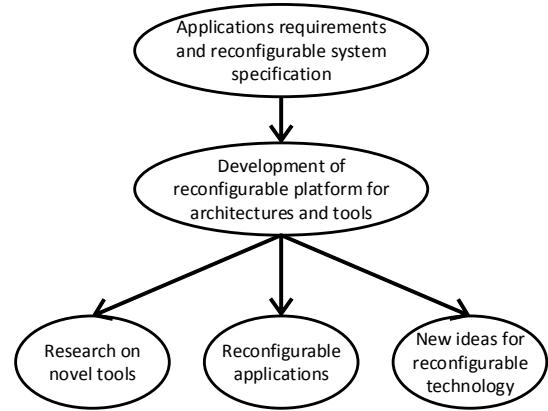 Applications requirements
and reconfigurable system
specification
Development of
reconfigurable platform for
architectures and tools
Research on
novel tools
Reconfigurable
applications
New ideas for
reconfigurable
technology